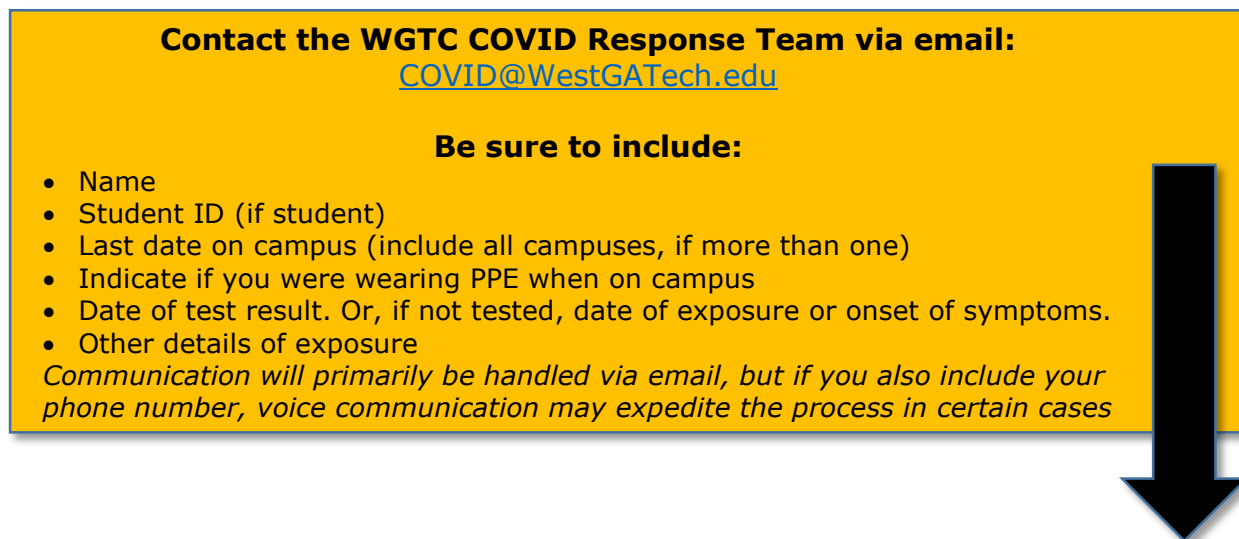 Contact the WGTC COVID Response Team via email:
COVID@WestGATech.edu
Be sure to include:
• Name
• Student ID (if student)
• Last date on campus (include all campuses, if more than one)
• Indicate if you were wearing PPE when on campus
• Date of test result. Or, if not tested, date of exposure or onset of symptoms.
• Other details of exposure
Communication will primarily be handled via email, but if you also include your
phone number, voice communication may expedite the process in certain cases